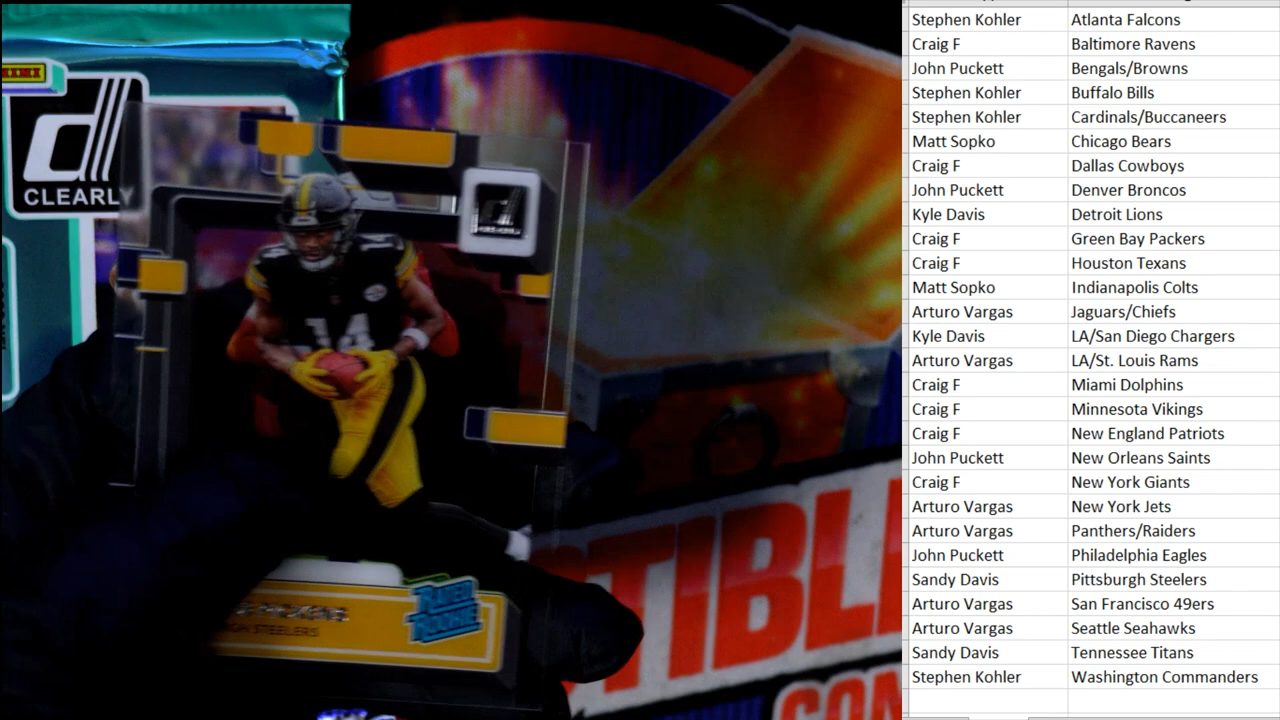 CLEARLY
14
14
PICKENS
STEELERS
RATED
ROOKIE
TIBL
CON
Stephen Kohler Atlanta Falcons
Craig F Baltimore Ravens
John Puckett Bengals/Browns
Stephen Kohler Buffalo Bills
Stephen Kohler Cardinals/Buccaneers
Matt Sopko Chicago Bears
Craig F Dallas Cowboys
John Puckett Denver Broncos
Kyle Davis Detroit Lions
Craig F Green Bay Packers
Craig F Houston Texans
Matt Sopko Indianapolis Colts
Arturo Vargas Jaguars/Chiefs
Kyle Davis LA/San Diego Chargers
Arturo Vargas LA/St. Louis Rams
Craig F Miami Dolphins
Craig F Minnesota Vikings
Craig F New England Patriots
John Puckett New Orleans Saints
Craig F New York Giants
Arturo Vargas New York Jets
Arturo Vargas Panthers/Raiders
John Puckett Philadelphia Eagles
Sandy Davis Pittsburgh Steelers
Arturo Vargas San Francisco 49ers
Arturo Vargas Seattle Seahawks
Sandy Davis Tennessee Titans
Stephen Kohler Washington Commanders